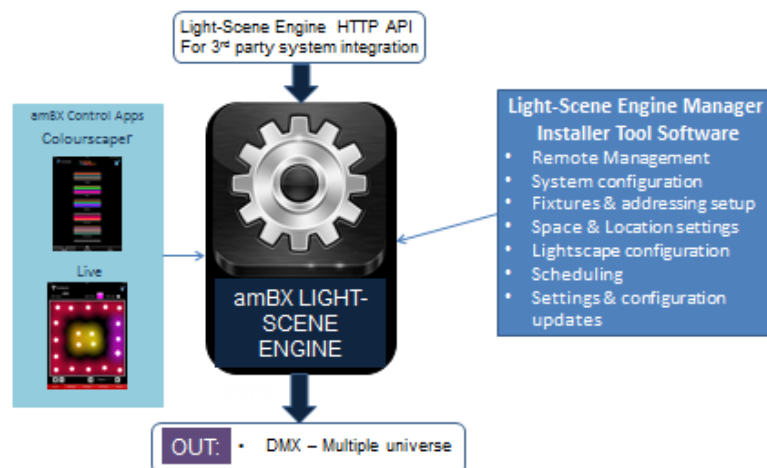 Light-Scene Engine HTTP API
For 3rd party system integration
amBX Control Apps
Colourscaper
Live
amBX LIGHT-
SCENE
ENGINE
Light-Scene Engine Manager
Installer Tool Software
• Remote Management
• System configuration
• Fixtures & addressing setup
• Space & Location settings
• Lightscape configuration
• Scheduling
• Settings & configuration
updates
OUT: • DMX – Multiple universe